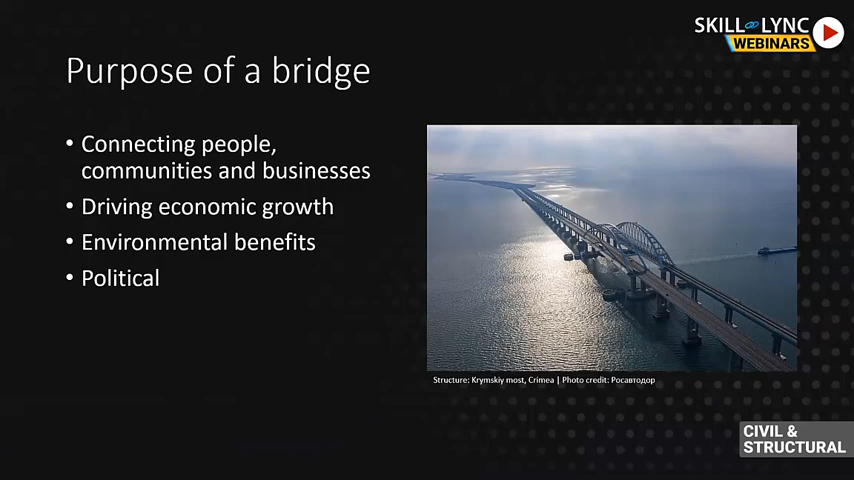 SKILL LYNC
WEBINARS
Purpose of a bridge
• Connecting people,
communities and businesses
• Driving economic growth
• Environmental benefits
• Political
Structure: Krymskiy most, Crimea | Photo credit: Росавтодор
CIVIL &
STRUCTURAL